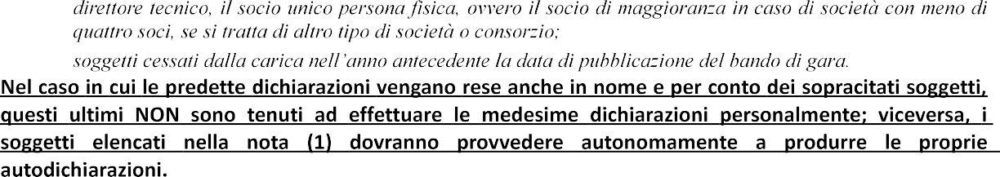 direttore tecnico, il socio unico persona fisica, ovvero il socio di maggioranza in caso di società con meno di
quattro soci, se si tratta di altro tipo di società o consorzio;
soggetti cessati dalla carica nell'anno antecedente la data di pubblicazione del bando di gara.
Nel caso in cui le predette dichiarazioni vengano rese anche in nome e per conto dei sopracitati soggetti,
questi ultimi NON sono tenuti ad effettuare le medesime dichiarazioni personalmente; viceversa, i
soggetti elencati nella nota (1) dovranno provvedere autonomamente a produrre le proprie
autodichiarazioni.